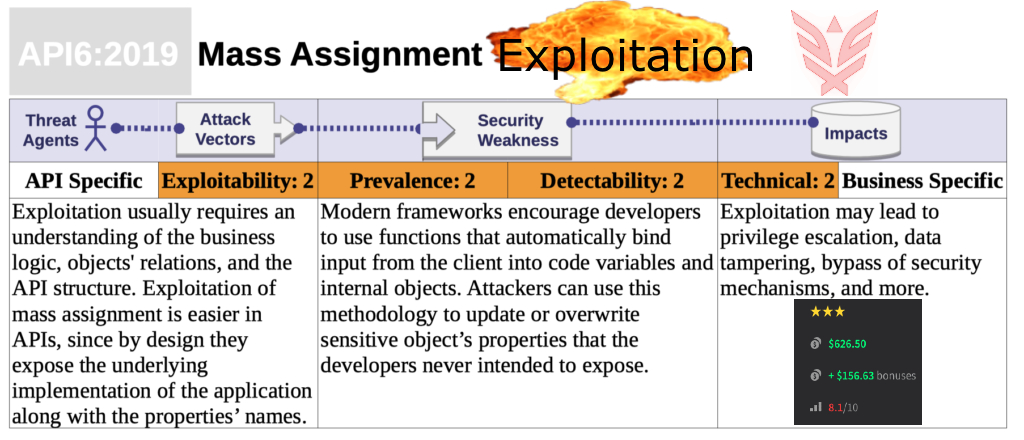 API6:2019 Mass Assignment Exploitation
Threat Agents
Attack Vectors
Security Weakness
Impacts
API Specific
Exploitability: 2
Prevalence: 2
Detectability: 2
Technical: 2
Business Specific
Exploitation usually requires an
understanding of the business
logic, objects' relations, and the
API structure. Exploitation of
mass assignment is easier in
APIs, since by design they
expose the underlying
implementation of the application
along with the properties’ names.
Modern frameworks encourage developers
to use functions that automatically bind
input from the client into code variables and
internal objects. Attackers can use this
methodology to update or overwrite
sensitive object’s properties that the
developers never intended to expose.
Exploitation may lead to
privilege escalation, data
tampering, bypass of security
mechanisms, and more.
$626.50
+ $156.63 bonuses
8.1/10